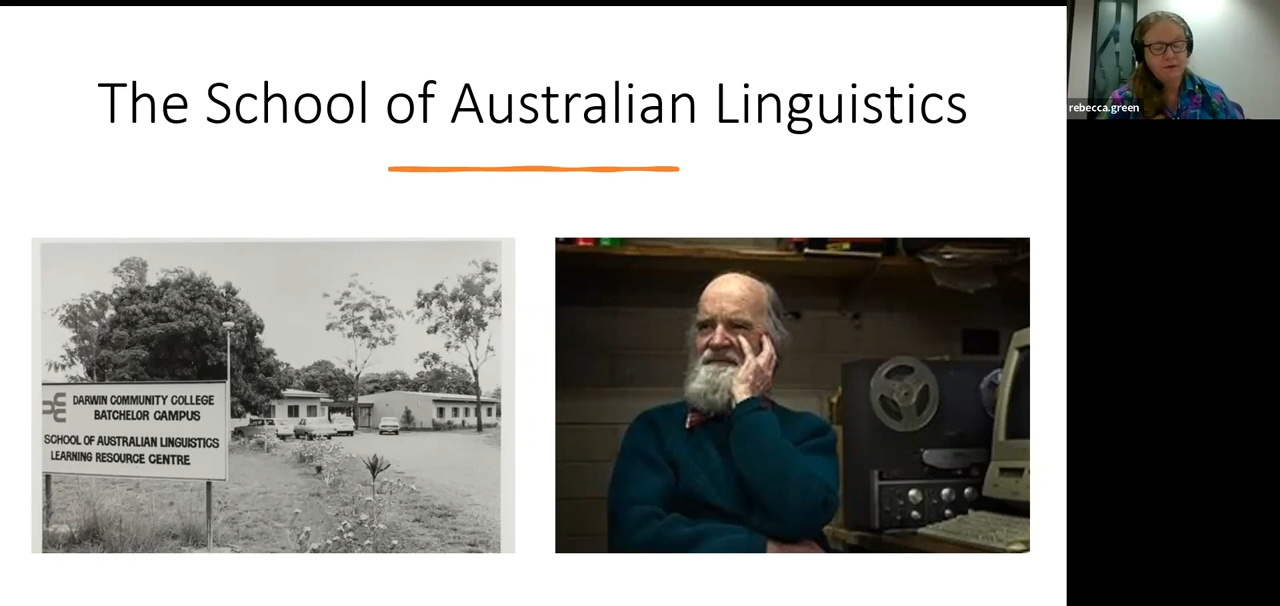 The School of Australian Linguistics
rebecca.green
DARWIN COMMUNITY COLLEGE
BATCHELOR CAMPUS
SCHOOL OF AUSTRALIAN LINGUISTICS
LEARNING RESOURCE CENTRE